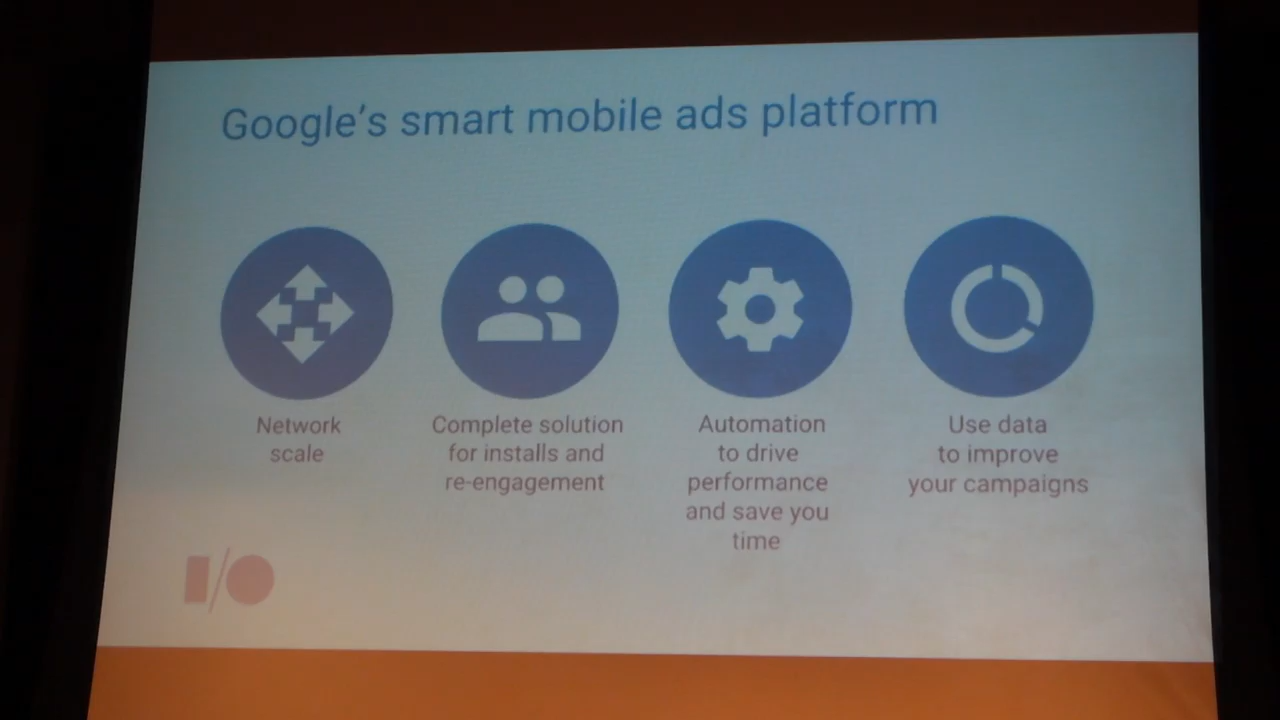 Google's smart mobile ads platform
Network
scale
Complete solution
for installs and
re-engagement
Automation
to drive
performance
and save you
time
Use data
to improve
your campaigns
I/O